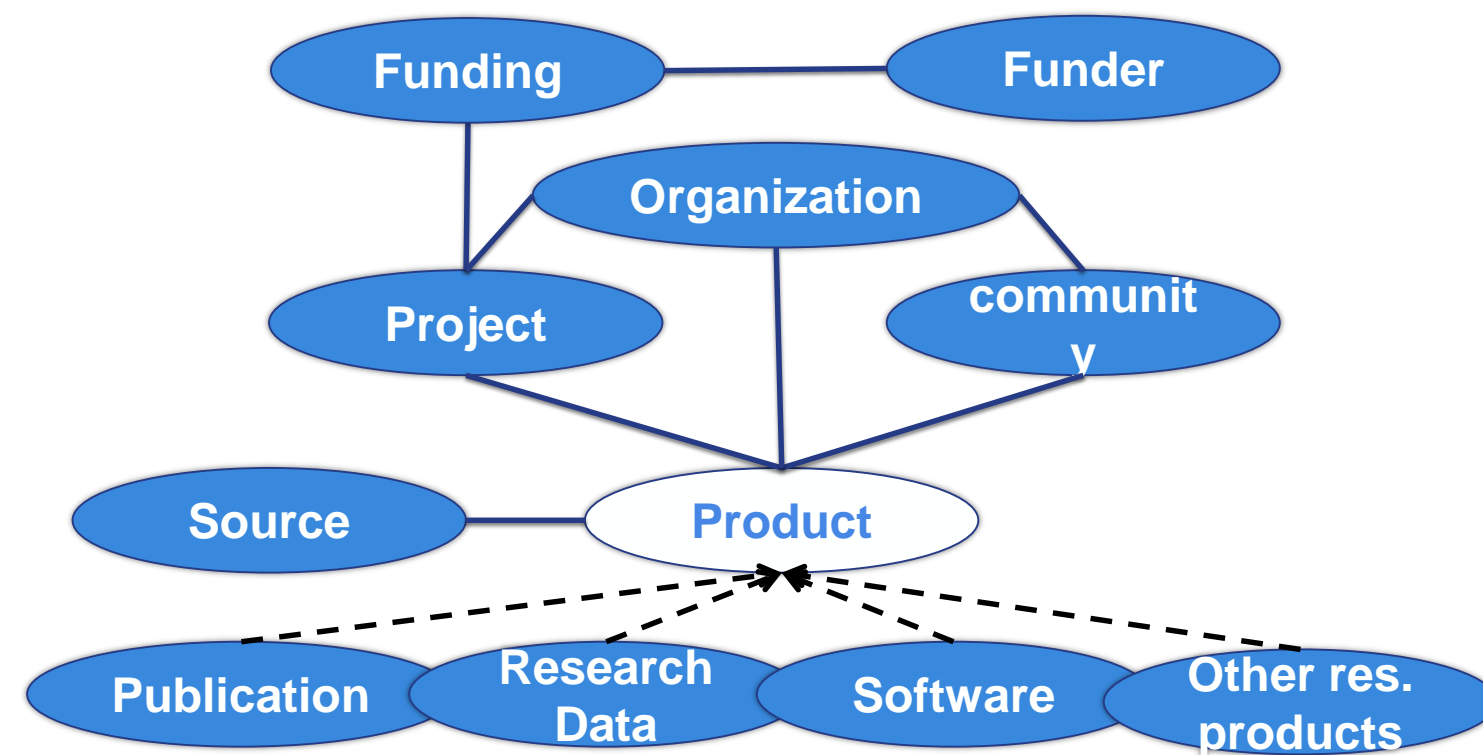 Funding
Funder
Organization
Project
communit
y
Source
Product
Publication
Research
Data
Software
Other res.
products